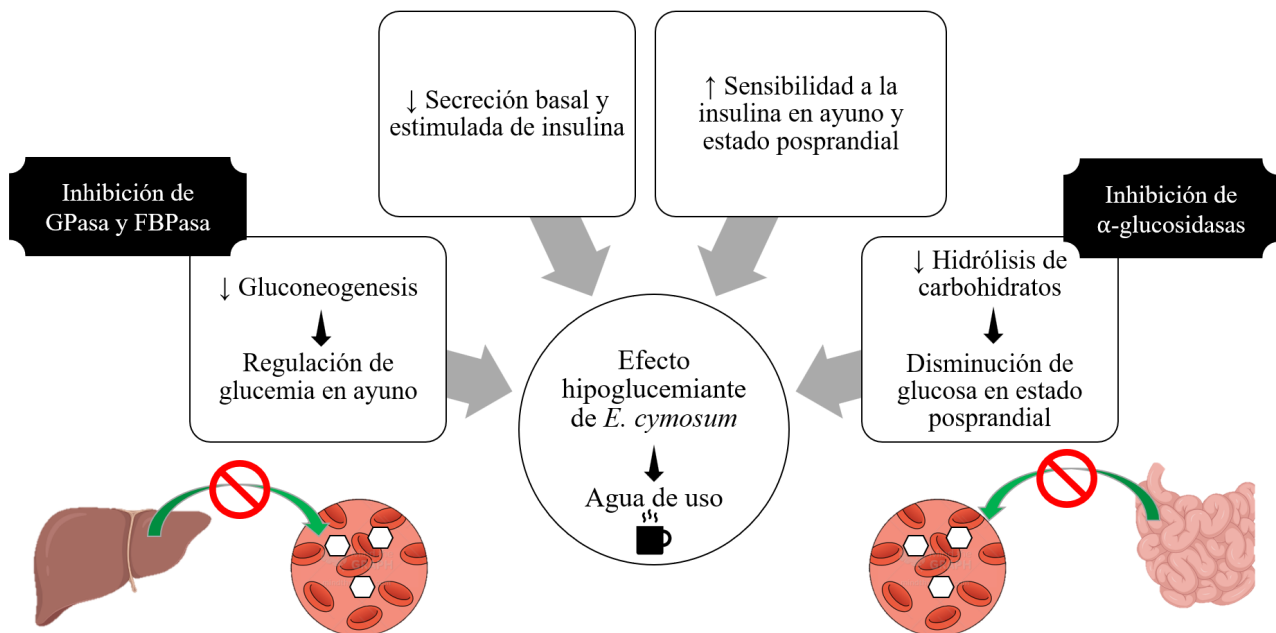 ↓ Secreción basal y
estimulada de insulina
↑ Sensibilidad a la
insulina en ayuno y
estado posprandial
Inhibición de
GPasa y FBPasa
↓ Gluconeogenesis
Regulación de
glucemia en ayuno
Inhibición de
α-glucosidasas
↓ Hidrólisis de
carbohidratos
Disminución de
glucosa en estado
posprandial
Efecto
hipoglucemiante
de E. cymosum
Agua de uso